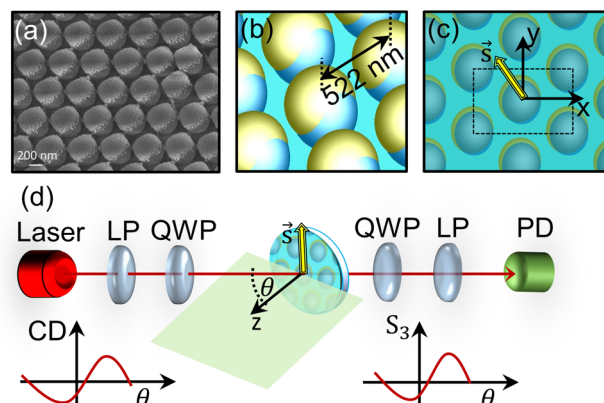 (a)
200 nm
(b)
522 nm
(c)
y
s
x
(d)
Laser
LP
QWP
s
QWP
LP
PD
θ
z
CD
θ
S₃
θ